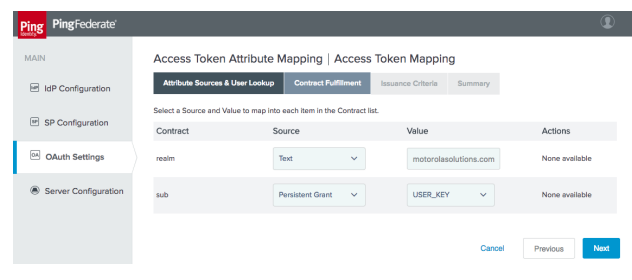 Ping
Identity
PingFederate®
MAIN
IdP IdP Configuration
SP SP Configuration
OA OAuth Settings
Server Configuration
Access Token Attribute Mapping | Access Token Mapping
Attribute Sources & User Lookup Contract Fulfillment Issuance Criteria Summary
Select a Source and Value to map into each item in the Contract list.
Contract Source Value Actions
realm Text motorolasolutions.com None available
sub Persistent Grant USER_KEY None available
Cancel Previous Next